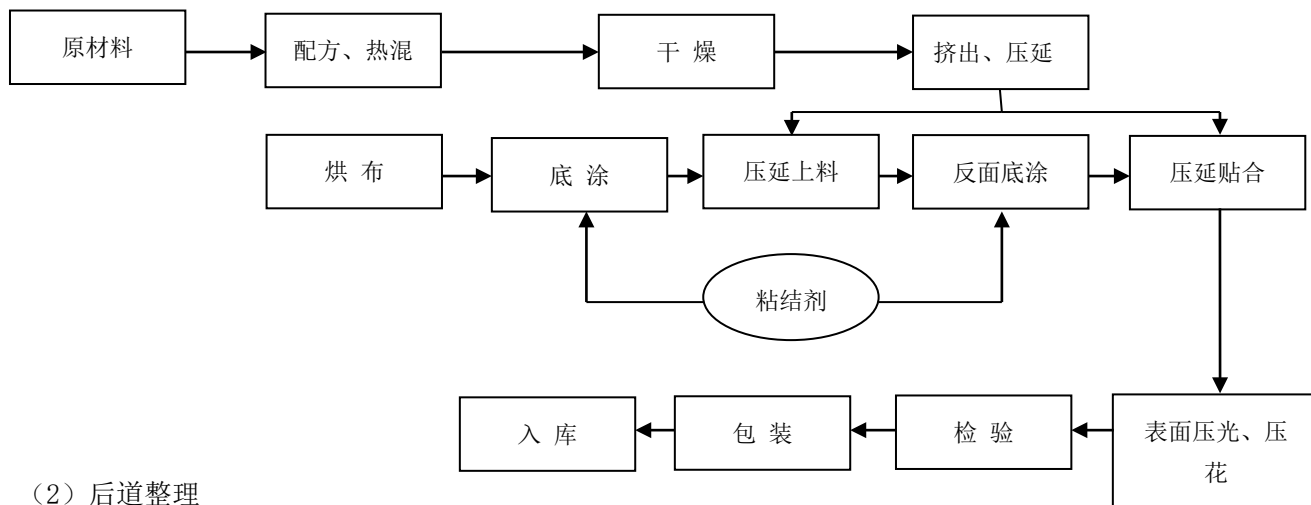 原材料
配方、热混
干 燥
挤出、压延
烘 布
底 涂
压延上料
反面底涂
压延贴合
粘结剂
入 库
包 装
检 验
表面压光、压
花
（2）后道整理